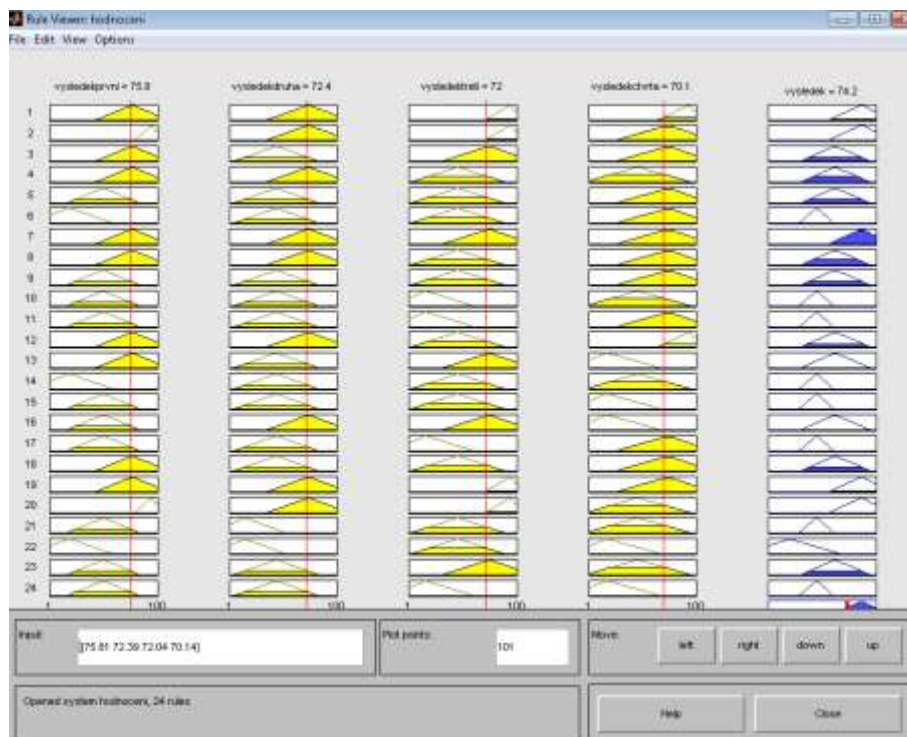 Rule Viewer: hodnoceni
File Edit View Options
vysledekprvni = 75.8
vysledekdruha = 72.4
vysledektreti = 72
vysledekctvrta = 70.1
vysledek = 74.2
1
2
3
4
5
6
7
8
9
10
11
12
13
14
15
16
17
18
19
20
21
22
23
24
1 100
1 100
1 100
1 100
Input:
[75.81 72.39 72.04 70.14]
Plot points:
101
Move:
left
right
down
up
Opened system hodnoceni, 24 rules
Help
Close